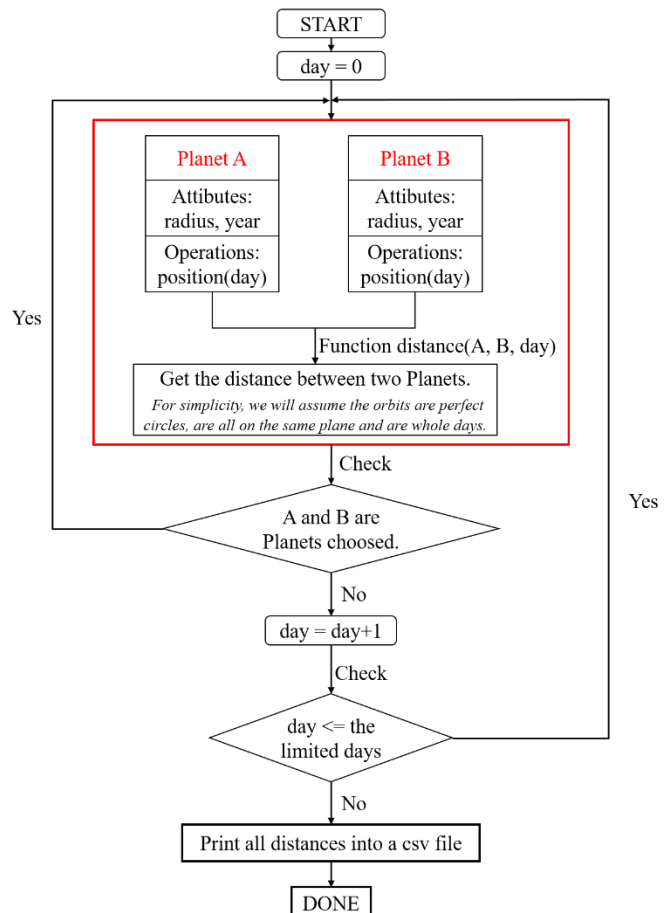 START
day = 0
Planet A
Attibutes:
radius, year
Operations:
position(day)
Planet B
Attibutes:
radius, year
Operations:
position(day)
Yes
Function distance(A, B, day)
Get the distance between two Planets.
For simplicity, we will assume the orbits are perfect
circles, are all on the same plane and are whole days.
Check
Yes
A and B are
Planets choosed.
No
day = day+1
Check
day <= the
limited days
No
Print all distances into a csv file
DONE